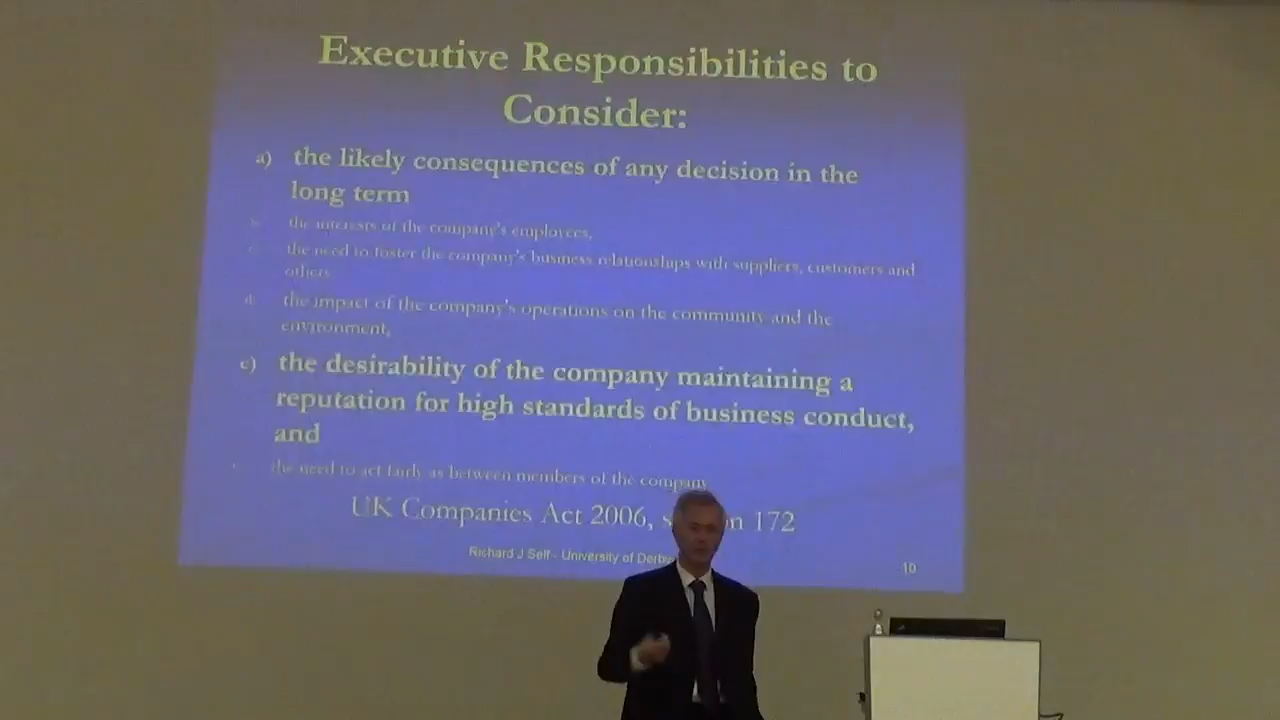 Executive Responsibilities to
Consider:
a) the likely consequences of any decision in the
long term
the interests of the company's employees,
the need to foster the company's business relationships with suppliers, customers and
others
the impact of the company's operations on the community and the
environment,
e) the desirability of the company maintaining a
reputation for high standards of business conduct,
and
the need to act fairly as between members of the company
UK Companies Act 2006, 172
Richard J Self - University of Derby
10